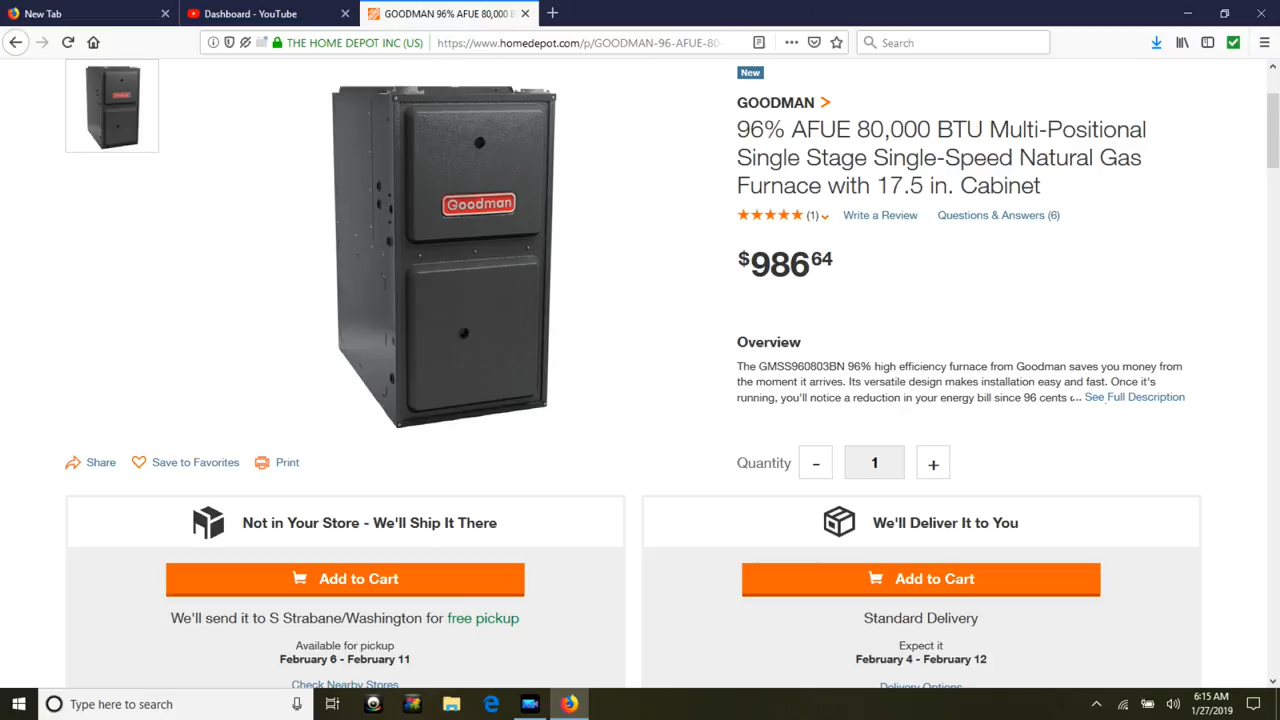 New Tab
Dashboard - YouTube
GOODMAN 96% AFUE 80,000 B
THE HOME DEPOT INC (US)
https://www.homedepot.com/p/GOODMAN-96-AFUE-80-
Search
New
GOODMAN >
96% AFUE 80,000 BTU Multi-Positional
Single Stage Single-Speed Natural Gas
Furnace with 17.5 in. Cabinet
(1)
Write a Review
Questions & Answers (6)
$986 64
Goodman
Overview
The GMSS960803BN 96% high efficiency furnace from Goodman saves you money from
the moment it arrives. Its versatile design makes installation easy and fast. Once it's
running, you'll notice a reduction in your energy bill since 96 cents c... See Full Description
Share
Save to Favorites
Print
Quantity
-
1
+
Not in Your Store - We'll Ship It There
Add to Cart
We'll send it to S Strabane/Washington for free pickup
Available for pickup
February 6 - February 11
Check Nearby Stores
We'll Deliver It to You
Add to Cart
Standard Delivery
Expect it
February 4 - February 12
Delivery Options
Type here to search
6:15 AM
1/27/2019